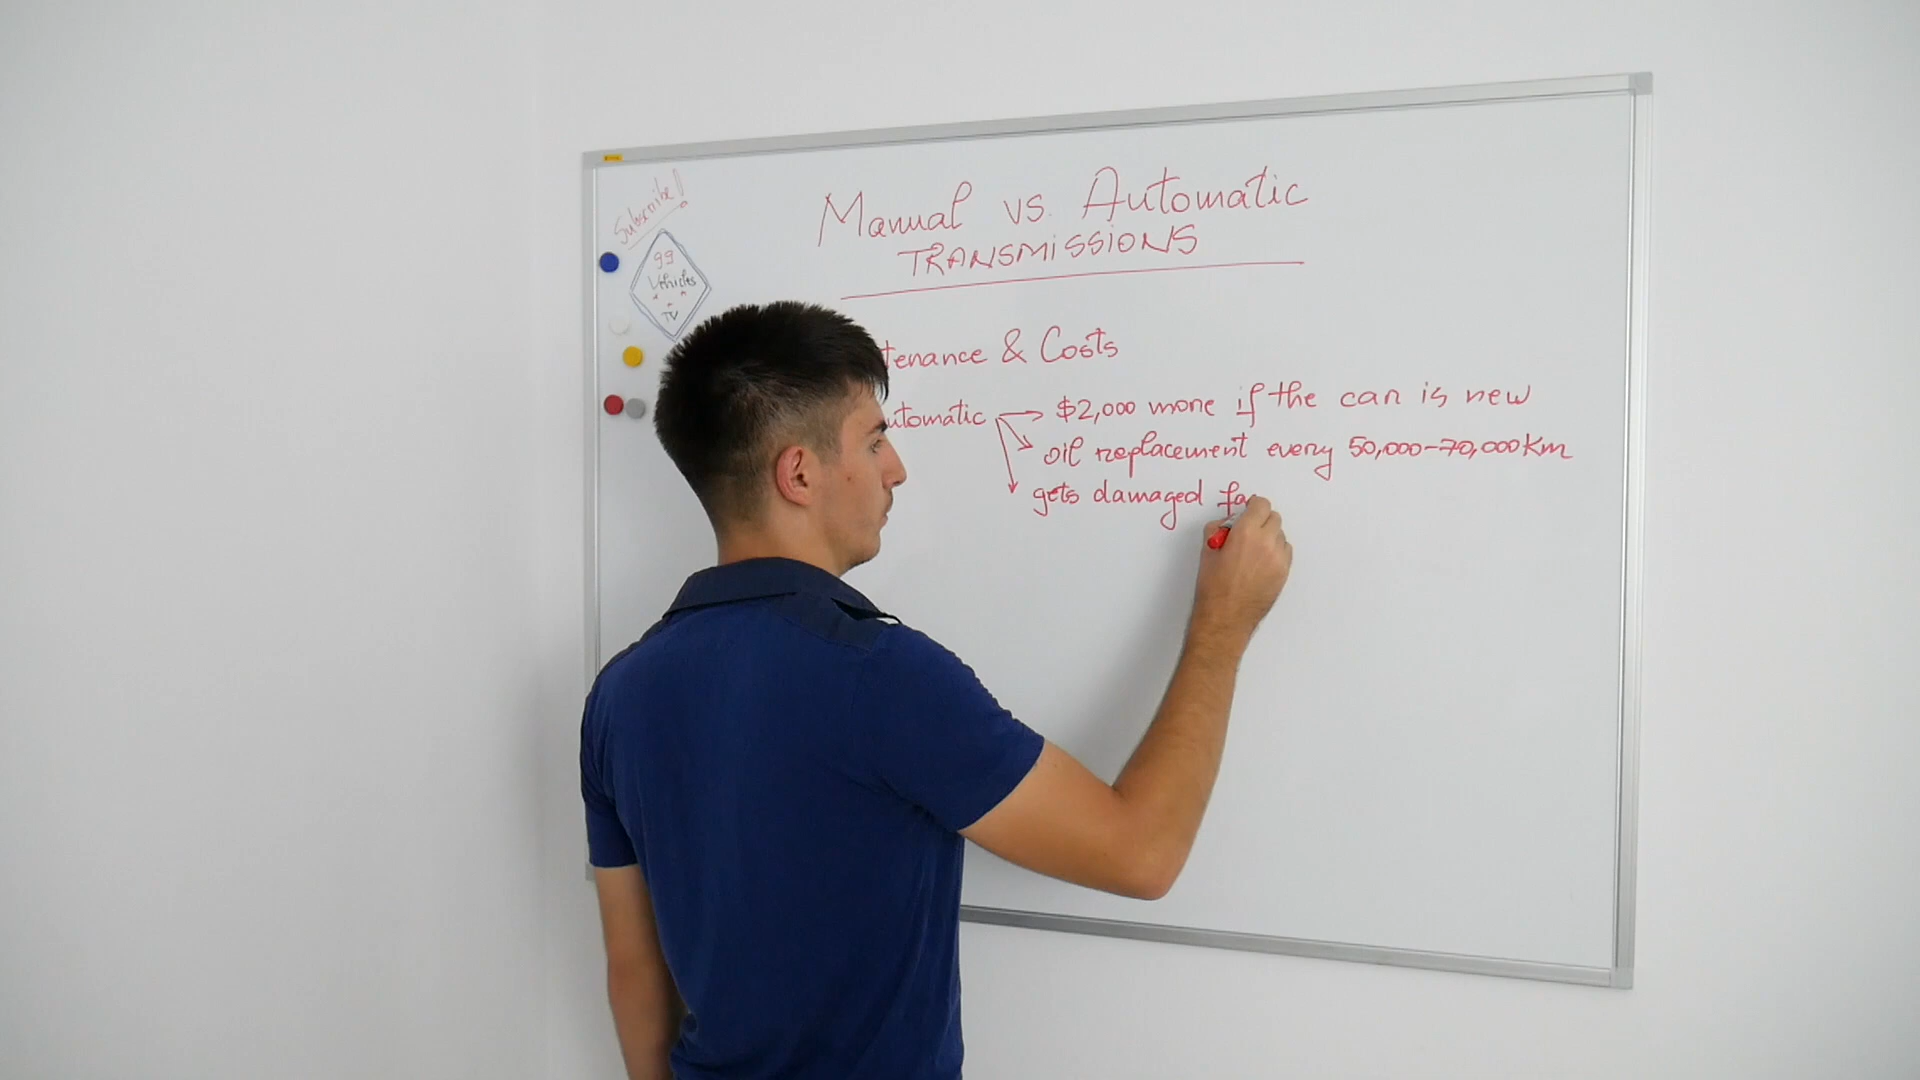 Subscribe!
99
Vehicles
TV
Manual vs. Automatic
TRANSMISSIONS
tenance & Costs
utomatic → $2,000 more if the car is new
oil replacement every 50,000-70,000km
gets damaged fa